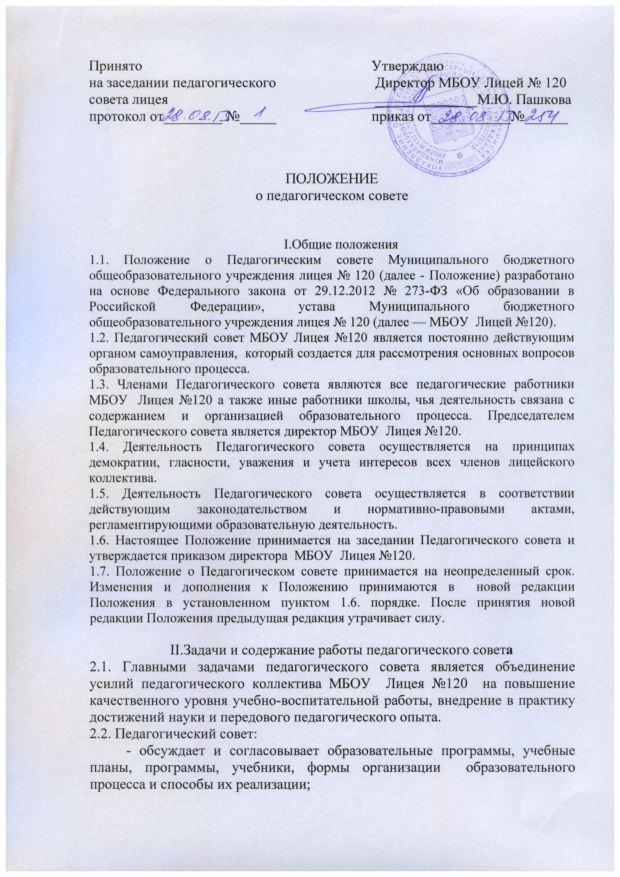 Принято Утверждаю
на заседании педагогического Директор МБОУ Лицей № 120
совета лицея М.Ю. Пашкова
протокол от 28.08.13 № 1 приказ от 28.08.13 № 254
ПОЛОЖЕНИЕ
о педагогическом совете
I.Общие положения
1.1. Положение о Педагогическим совете Муниципального бюджетного
общеобразовательного учреждения лицея № 120 (далее - Положение) разработано
на основе Федерального закона от 29.12.2012 № 273-ФЗ «Об образовании в
Российской Федерации», устава Муниципального бюджетного
общеобразовательного учреждения лицея № 120 (далее — МБОУ Лицей №120).
1.2. Педагогический совет МБОУ Лицея №120 является постоянно действующим
органом самоуправления, который создается для рассмотрения основных вопросов
образовательного процесса.
1.3. Членами Педагогического совета являются все педагогические работники
МБОУ Лицея №120 а также иные работники школы, чья деятельность связана с
содержанием и организацией образовательного процесса. Председателем
Педагогического совета является директор МБОУ Лицея №120.
1.4. Деятельность Педагогического совета осуществляется на принципах
демократии, гласности, уважения и учета интересов всех членов лицейского
коллектива.
1.5. Деятельность Педагогического совета осуществляется в соответствии
действующим законодательством и нормативно-правовыми актами,
регламентирующими образовательную деятельность.
1.6. Настоящее Положение принимается на заседании Педагогического совета и
утверждается приказом директора МБОУ Лицея №120.
1.7. Положение о Педагогическом совете принимается на неопределенный срок.
Изменения и дополнения к Положению принимаются в новой редакции
Положения в установленном пунктом 1.6. порядке. После принятия новой
редакции Положения предыдущая редакция утрачивает силу.
II.Задачи и содержание работы педагогического совета
2.1. Главными задачами педагогического совета является объединение
усилий педагогического коллектива МБОУ Лицея №120 на повышение
качественного уровня учебно-воспитательной работы, внедрение в практику
достижений науки и передового педагогического опыта.
2.2. Педагогический совет:
- обсуждает и согласовывает образовательные программы, учебные
планы, программы, учебники, формы организации образовательного
процесса и способы их реализации;